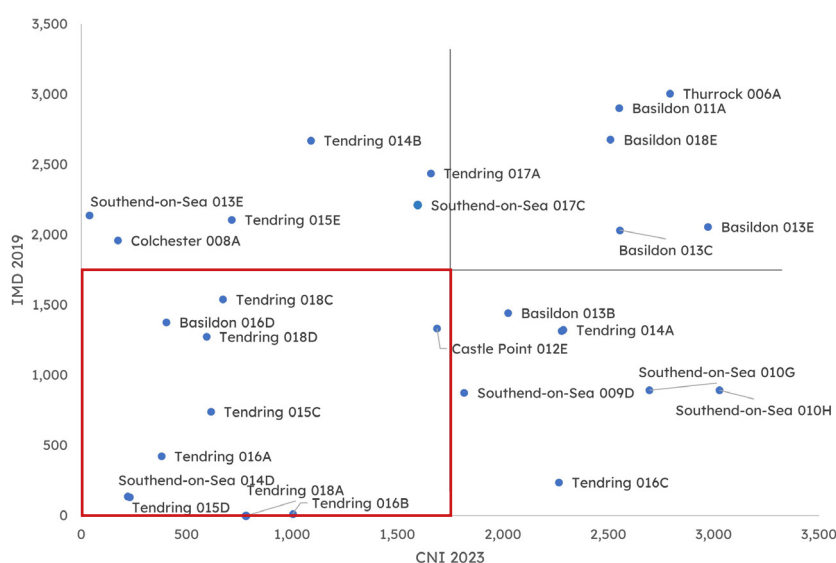 3,500
3,000
Thurrock 006A
Basildon 011A
Tendring 014B
Basildon 018E
2,500
Tendring 017A
Southend-on-Sea 013E
Southend-on-Sea 017C
Tendring 015E
Basildon 013E
2,000
Colchester 008A
Basildon 013C
IMD 2019
1,500
Tendring 018C
Basildon 013B
Basildon 016D
Tendring 014A
Tendring 018D
Castle Point 012E
1,000
Southend-on-Sea 010G
Southend-on-Sea 009D
Tendring 015C
Southend-on-Sea 010H
500
Tendring 016A
Southend-on-Sea 014D
Tendring 016C
Tendring 018A
Tendring 015D
Tendring 016B
0
0
500
1,000
1,500
2,000
2,500
3,000
3,500
CNI 2023